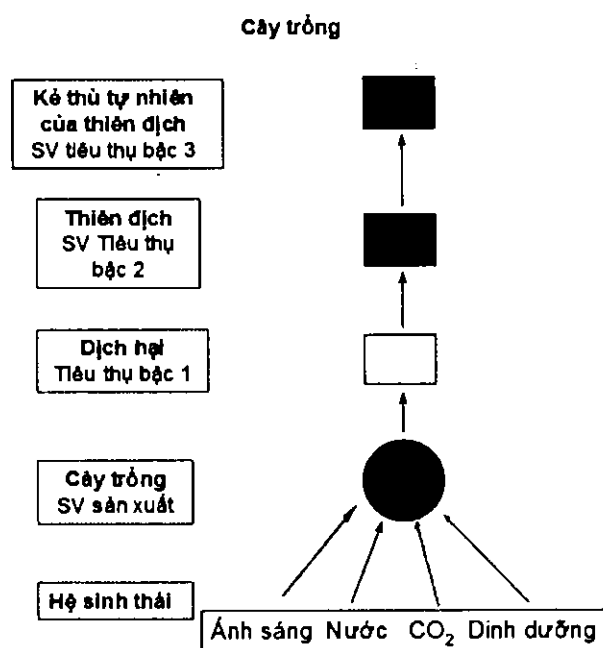 Cây trồng
Kẻ thù tự nhiên
của thiên địch
SV tiêu thụ bậc 3
Thiên địch
SV Tiêu thụ
bậc 2
Dịch hại
Tiêu thụ bậc 1
Cây trồng
SV sản xuất
Hệ sinh thái
Ánh sáng Nước CO₂ Dinh dưỡng